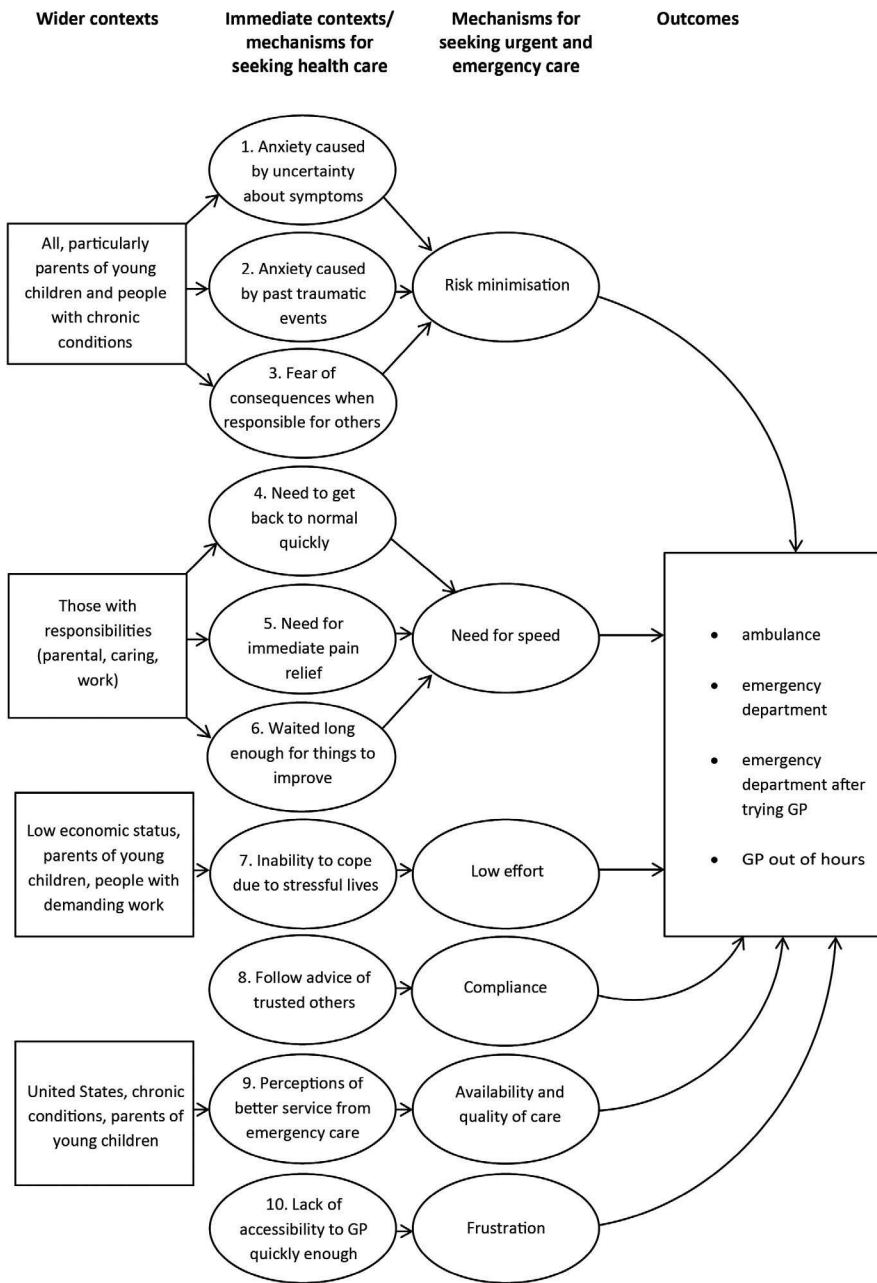 Wider contexts
Immediate contexts/
mechanisms for
seeking health care
Mechanisms for
seeking urgent and
emergency care
Outcomes
All, particularly
parents of young
children and people
with chronic
conditions
1. Anxiety caused
by uncertainty
about symptoms
2. Anxiety caused
by past traumatic
events
3. Fear of
consequences when
responsible for others
Risk minimisation
Those with
responsibilities
(parental, caring,
work)
4. Need to get
back to normal
quickly
5. Need for
immediate pain
relief
6. Waited long
enough for things to
improve
Need for speed
Low economic status,
parents of young
children, people with
demanding work
7. Inability to cope
due to stressful lives
Low effort
8. Follow advice of
trusted others
Compliance
United States, chronic
conditions, parents of
young children
9. Perceptions of
better service from
emergency care
Availability and
quality of care
10. Lack of
accessibility to GP
quickly enough
Frustration
• ambulance
• emergency
department
• emergency
department after
trying GP
• GP out of hours